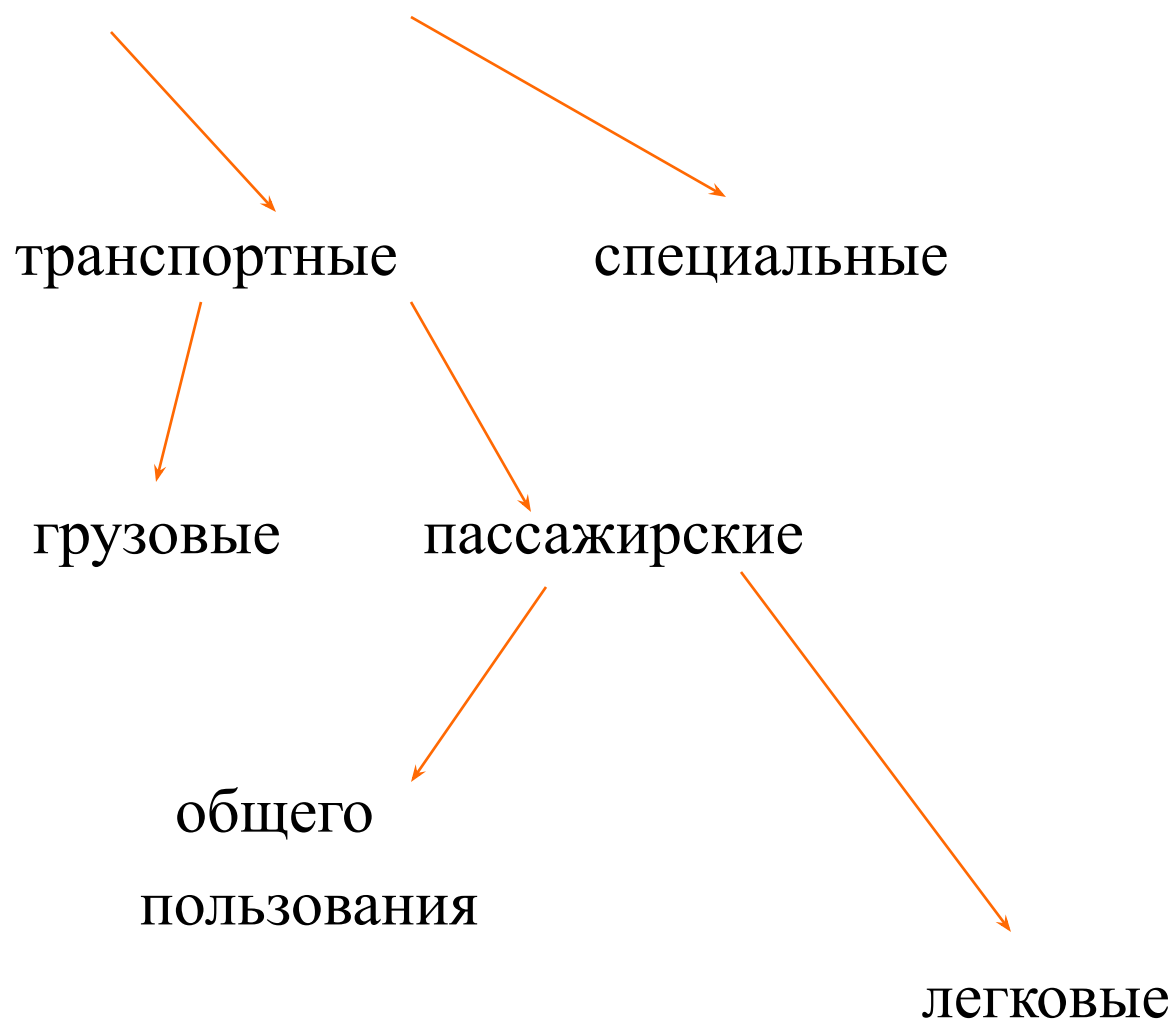 транспортные
специальные
грузовые
пассажирские
общего
пользования
легковые